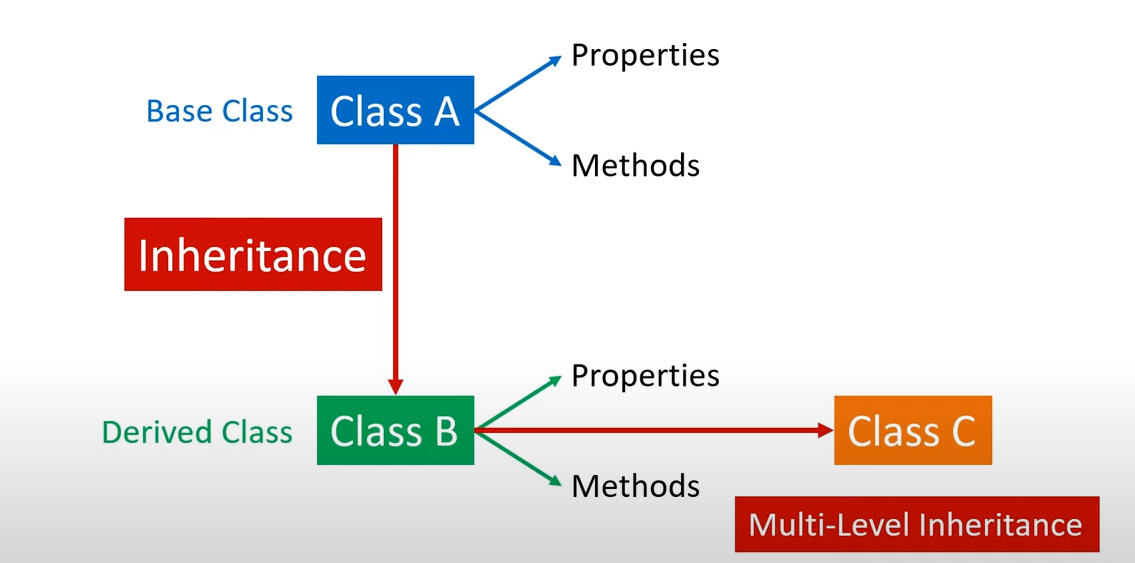 Properties
Base Class
Class A
Methods
Inheritance
Properties
Derived Class
Class B
Class C
Methods
Multi-Level Inheritance